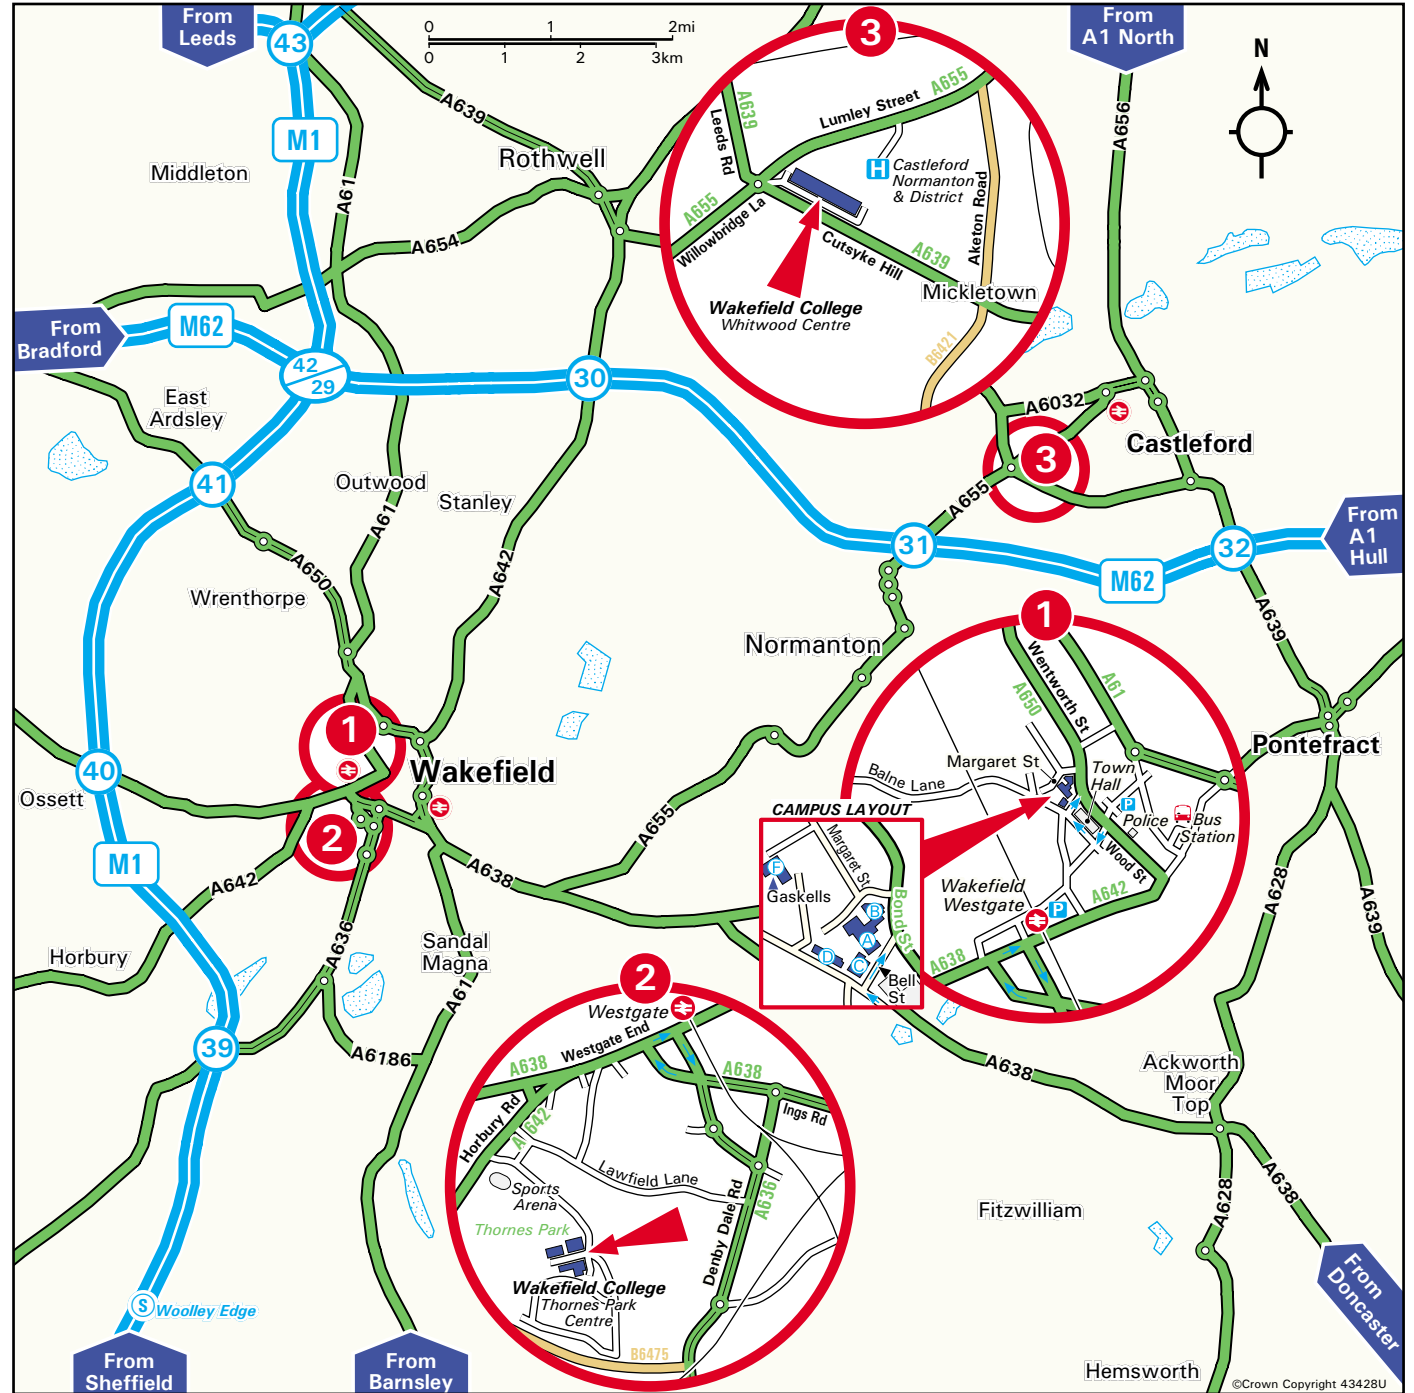 From
Leeds
43
0
1
2mi
0
1
2
3km
3
From
A1 North
N
M1
A639
Middleton
Rothwell
A61
A654
A656
A639
Leeds Rd
Lumley Street
A655
H
Castleford
Normanton
& District
Aketon Road
A655
Willowbridge La
Cutsyke Hill
A639
Wakefield College
Whitwood Centre
Mickletown
B6421
From
Bradford
M62
42
29
30
East
Ardsley
A6032
Castleford
3
41
Outwood
A61
Stanley
A655
A642
31
M62
32
From
A1
Hull
A650
Wrenthorpe
A639
Normanton
1
Wentworth St
A650
A61
Margaret St
Balne Lane
Town
Hall
P
Police
Bus
Station
Wood St
A642
Wakefield
Westgate
P
A638
Pontefract
1
Wakefield
40
Ossett
2
M1
A655
CAMPUS LAYOUT
Margaret St
F
Gaskells
B
A
D
C
Bond St
Bell
St
A638
A642
A636
Horbury
Sandal
Magna
A61
A628
A639
39
A6186
A638
Ackworth
Moor
Top
2
Westgate
Westgate End
A638
A638
Horbury Rd
A642
Ings Rd
Lawfield Lane
Sports
Arena
Thornes Park
A636
Denby Dale Rd
Wakefield College
Thornes Park
Centre
B6475
Fitzwilliam
A628
A638
From
Doncaster
S
Woolley Edge
From
Sheffield
From
Barnsley
Hemsworth
©Crown Copyright 43428U